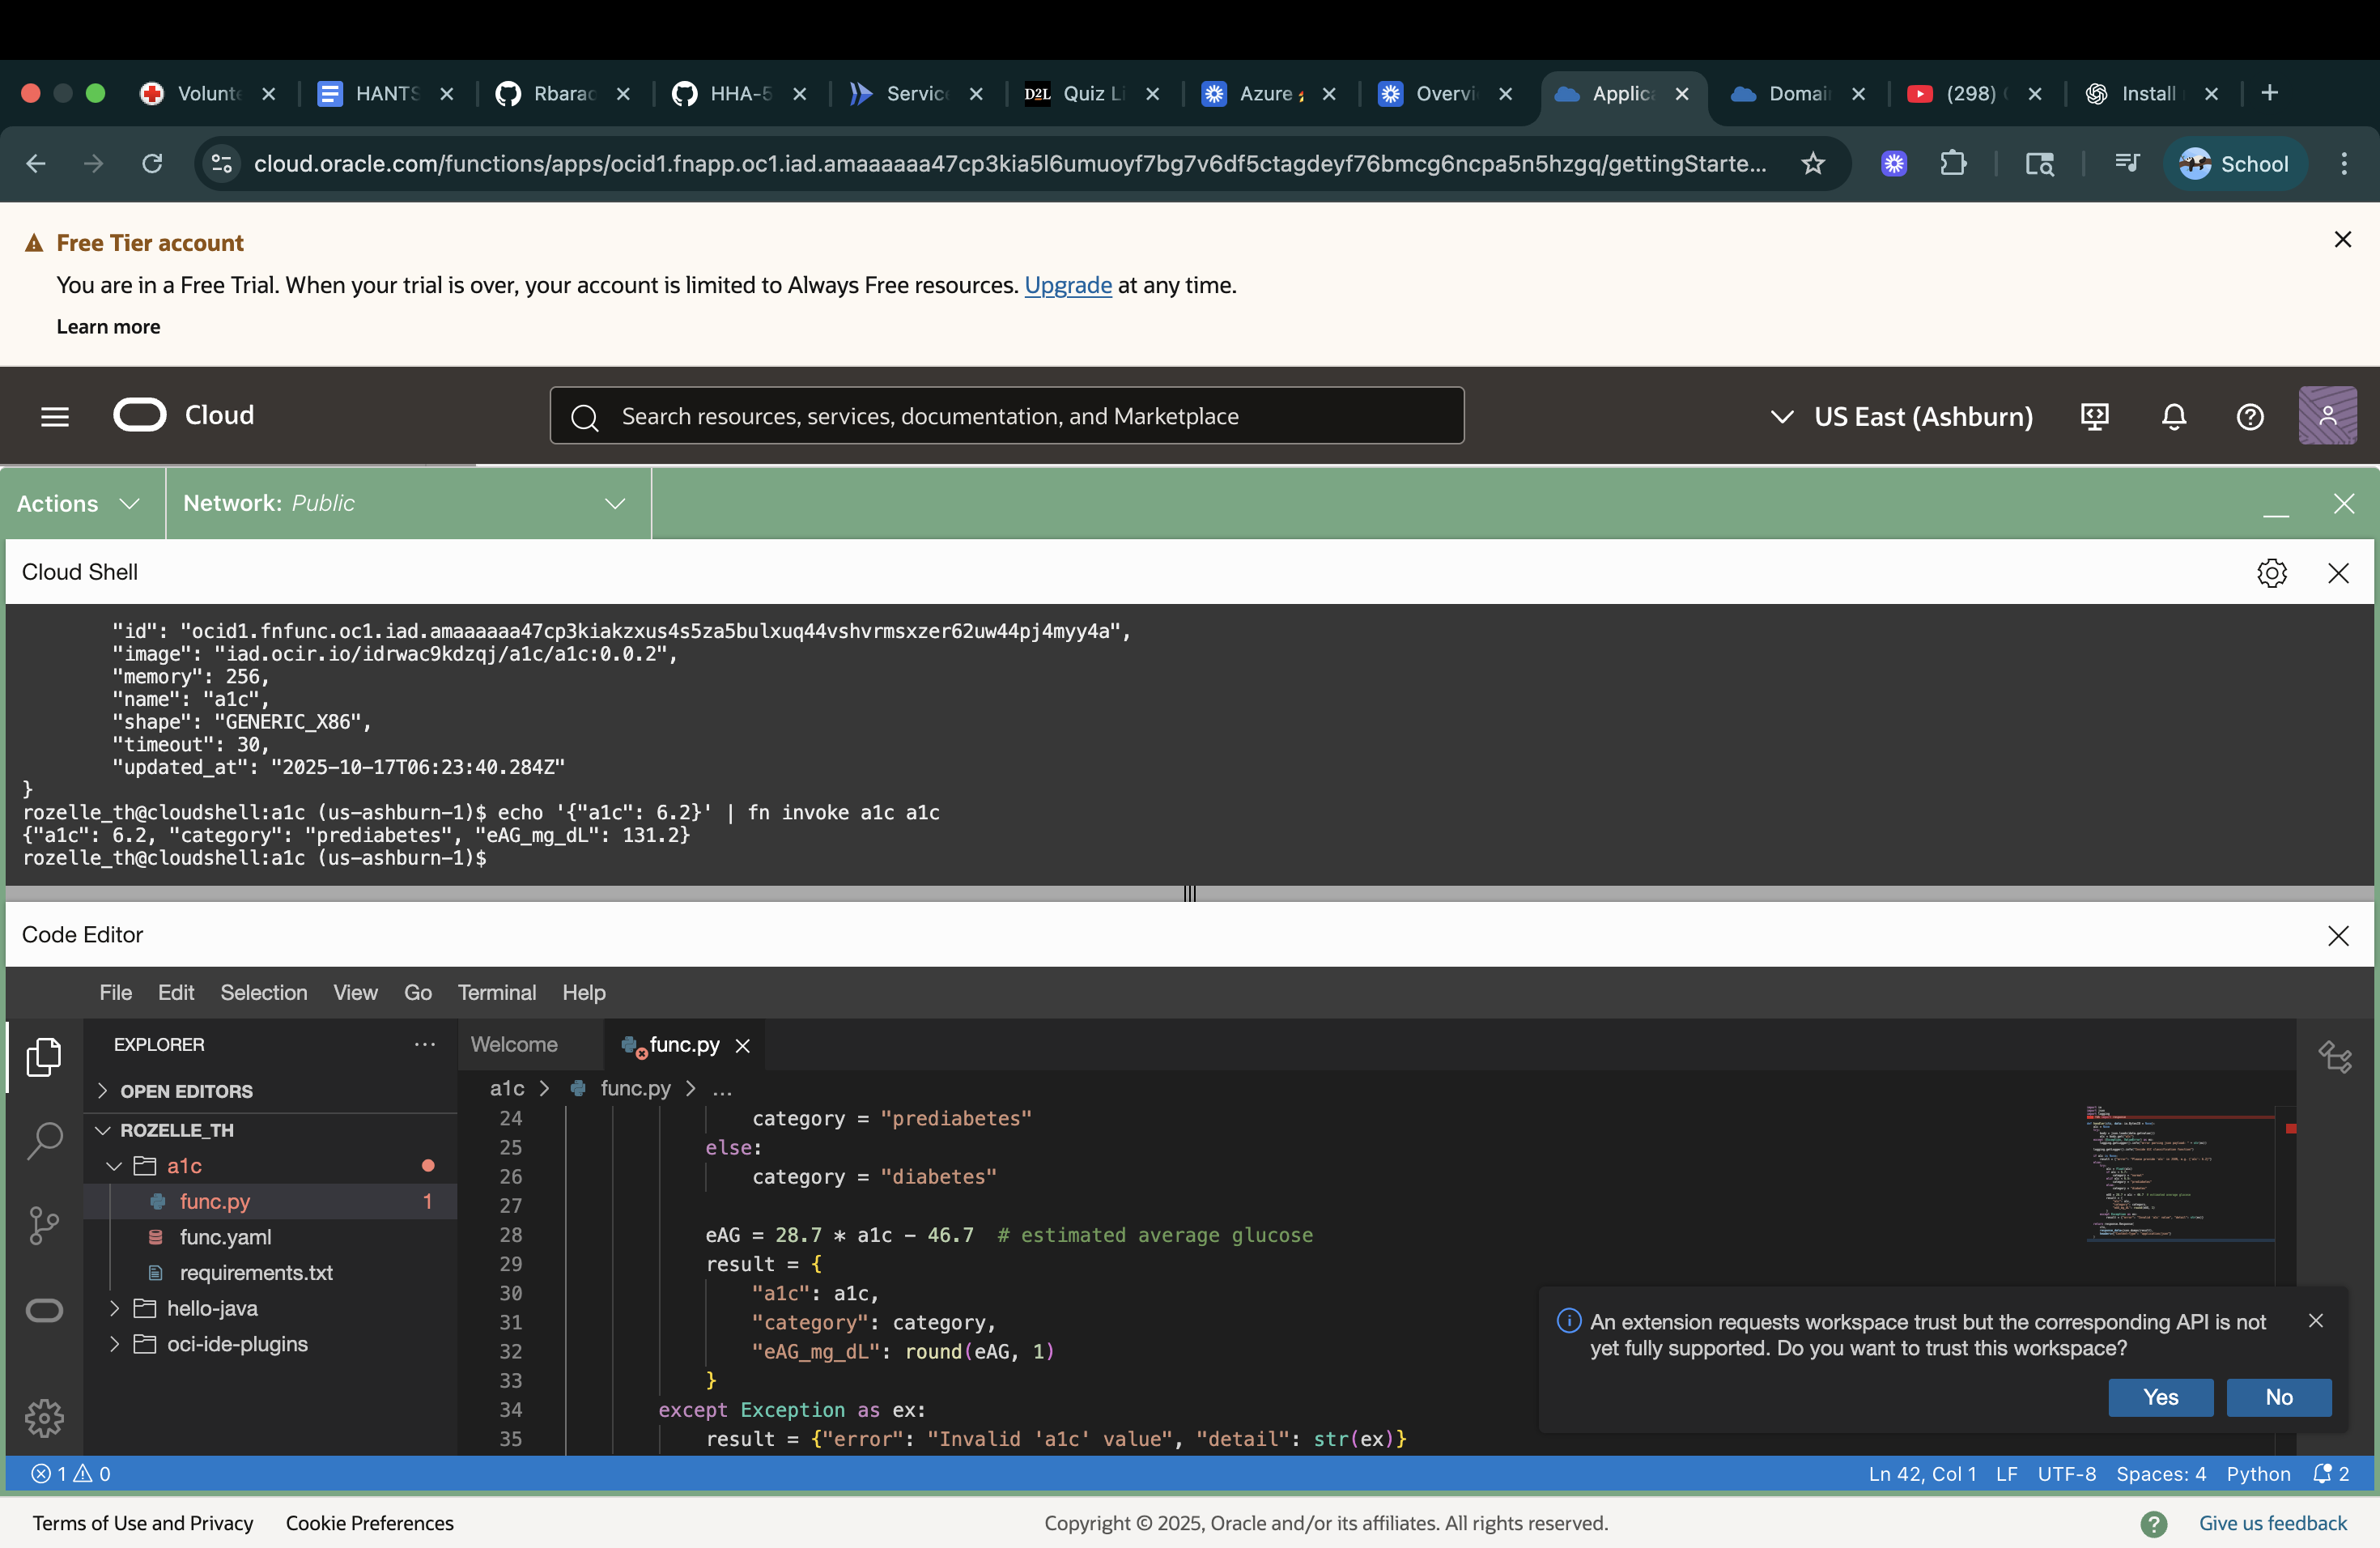 Volunte
HANTS
Rbarac
HHA-5
Servic
D2L Quiz Li
Azure
Overvi
Applica
Domai
(298)
Install
cloud.oracle.com/functions/apps/ocid1.fnapp.oc1.iad.amaaaaaa47cp3kia5l6umuoyf7bg7v6df5ctagdeyf76bmcg6ncpa5n5hzgq/gettingStarte...
School
Free Tier account
You are in a Free Trial. When your trial is over, your account is limited to Always Free resources. Upgrade at any time.
Learn more
Cloud
Search resources, services, documentation, and Marketplace
US East (Ashburn)
Actions
Network: Public
Cloud Shell
"id": "ocid1.fnfunc.oc1.iad.amaaaaaa47cp3kiakzxus4s5za5bulxuq44vshvrmsxzer62uw44pj4myy4a",
"image": "iad.ocir.io/idrwac9kdzqj/a1c/a1c:0.0.2",
"memory": 256,
"name": "a1c",
"shape": "GENERIC_X86",
"timeout": 30,
"updated_at": "2025-10-17T06:23:40.284Z"
}
rozelle_th@cloudshell:a1c (us-ashburn-1)$ echo '{"a1c": 6.2}' | fn invoke a1c a1c
{"a1c": 6.2, "category": "prediabetes", "eAG_mg_dL": 131.2}
rozelle_th@cloudshell:a1c (us-ashburn-1)$
Code Editor
File Edit Selection View Go Terminal Help
EXPLORER ...
OPEN EDITORS
ROZELLE_TH
a1c
func.py 1
func.yaml
requirements.txt
hello-java
oci-ide-plugins
Welcome
func.py
a1c > func.py > ...
24 category = "prediabetes"
25 else:
26 category = "diabetes"
27
28 eAG = 28.7 * a1c - 46.7 # estimated average glucose
29 result = {
30 "a1c": a1c,
31 "category": category,
32 "eAG_mg_dL": round(eAG, 1)
33 }
34 except Exception as ex:
35 result = {"error": "Invalid 'a1c' value", "detail": str(ex)}
An extension requests workspace trust but the corresponding API is not
yet fully supported. Do you want to trust this workspace?
Yes
No
1 0
Ln 42, Col 1 LF UTF-8 Spaces: 4 Python 2
Terms of Use and Privacy
Cookie Preferences
Copyright © 2025, Oracle and/or its affiliates. All rights reserved.
Give us feedback